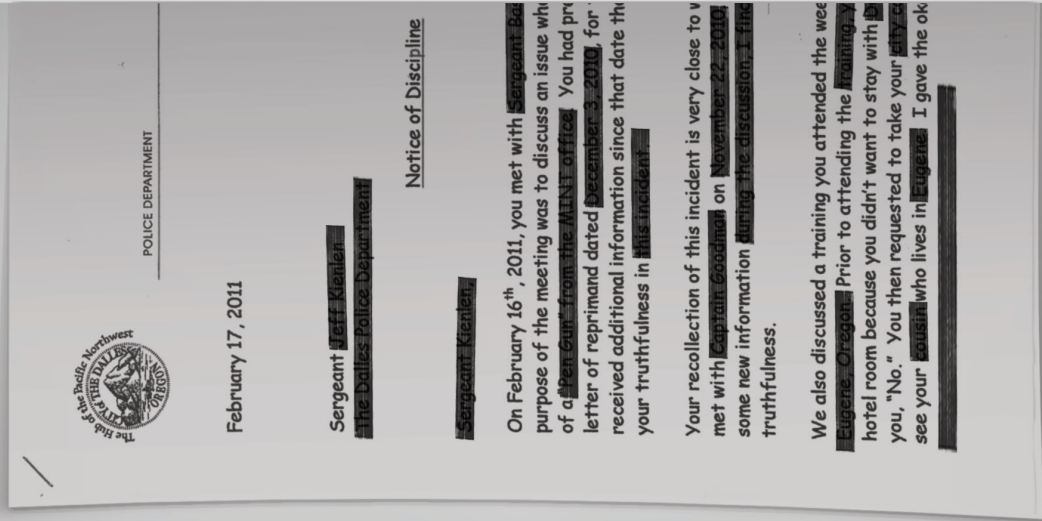 The Hub of the Pacific Northwest
CITY of THE DALLES
OREGON
POLICE DEPARTMENT
February 17, 2011
Sergeant Jeff Kienlen
The Dalles Police Department
Notice of Discipline
Sergeant Kienlen,
On February 16th, 2011, you met with Sergeant
purpose of the meeting was to discuss an issue
of a "Pen Gun" from the MINT office. You had
letter of reprimand dated December 3, 2010, for
received additional information since that date
your truthfulness in this incident.
Your recollection of this incident is very close to
met with Captain Goodman on November 22, 2010,
some new information during the discussion, I
truthfulness.
We also discussed a training you attended the
Eugene, Oregon. Prior to attending the training,
hotel room because you didn't want to stay with
you, "No." You then requested to take your city
see your cousin who lives in Eugene. I gave the